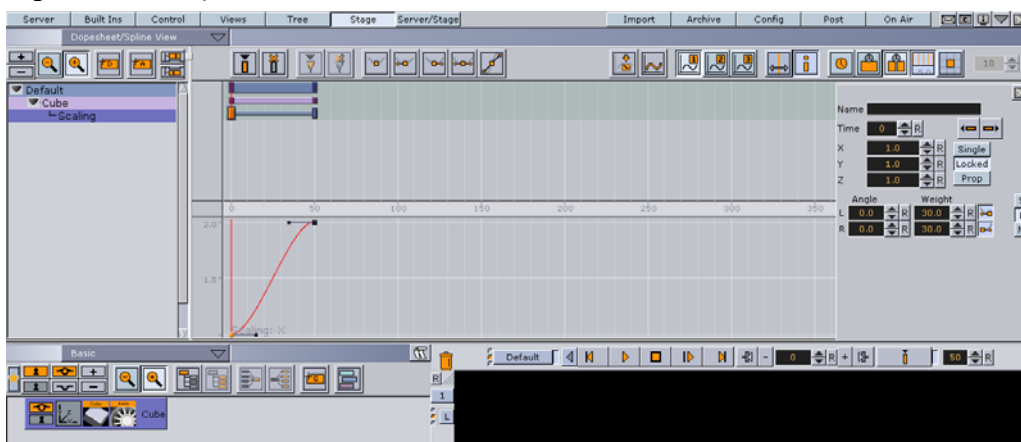 Server Built Ins Control Views Tree Stage Server/Stage Import Archive Config Post On Air
Dopesheet/Spline View
10
Default
Cube
Scaling
Name
Time 0 R
X 1.0 R Single
Y 1.0 R Locked
Z 1.0 R Prop
Angle Weight
L 0.0 R 30.0 R
R 0.0 R 30.0 R
0 50 100 150 200 250 300 350
2.0
1.5
Scaling: X
Basic
Default 0 R 50 R
R
1
L
Cube